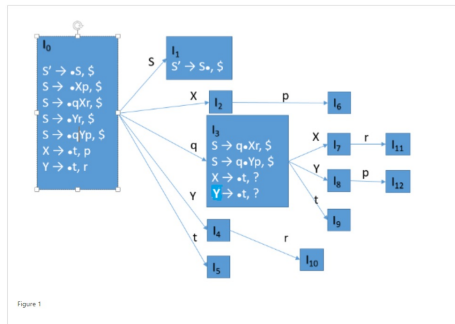 I0
S' → •S, $
S → •Xp, $
S → •qXr, $
S → •Yr, $
S → •qYp, $
X → •t, p
Y → •t, r
S
I1
S' → S•, $
X
I2
p
I6
q
I3
S → q•Xr, $
S → q•Yp, $
X → •t, ?
Y → •t, ?
X
I7
r
I11
Y
I8
p
I12
t
I9
Y
I4
r
I10
t
I5
Figure 1